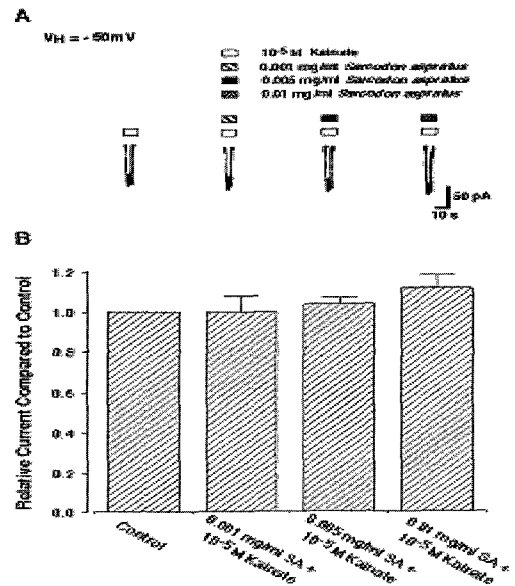 A
VH = - 50mV
10-5 M Kainate
0.001 mg/ml Sarcodon aspratus
0.005 mg/ml Sarcodon aspratus
0.01 mg/ml Sarcodon aspratus
50 pA
10 s
B
Relative Current Compared to Control
1.2
1.0
0.8
0.6
0.4
0.2
0.0
Control
0.001 mg/ml SA +
10-5 M Kainate
0.005 mg/ml SA +
10-5 M Kainate
0.01 mg/ml SA +
10-5 M Kainate